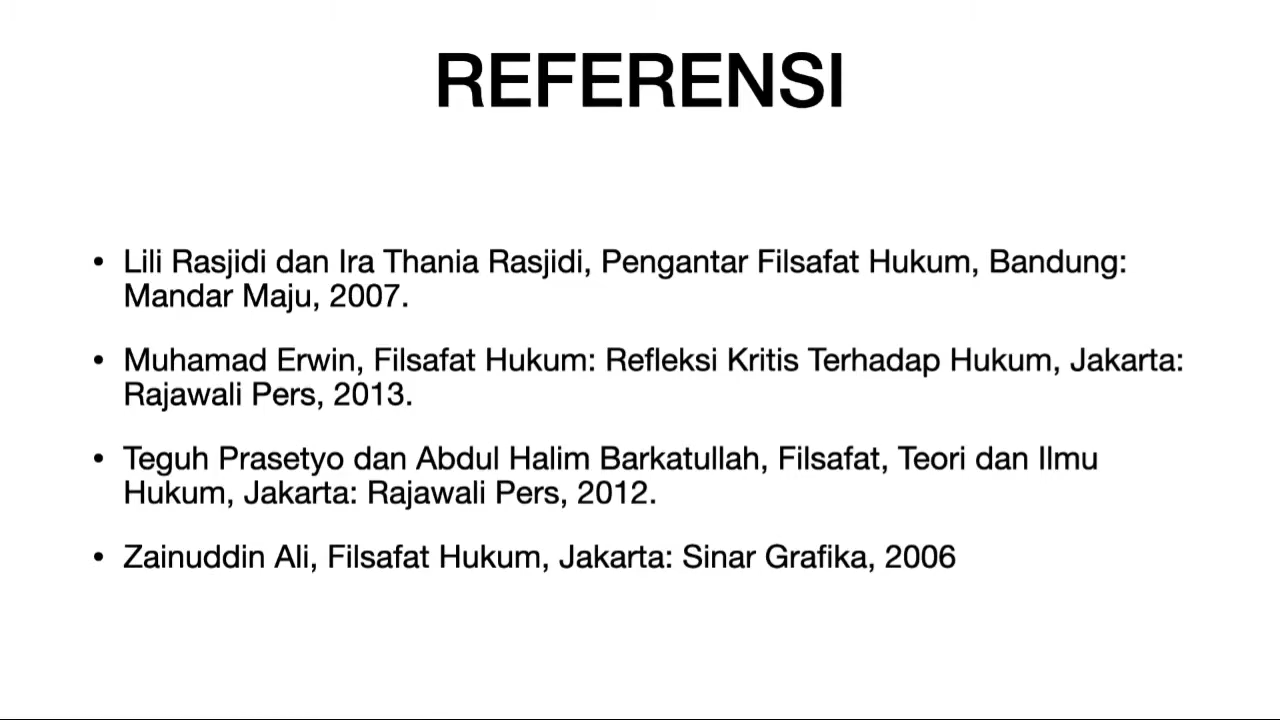 REFERENSI
• Lili Rasjidi dan Ira Thania Rasjidi, Pengantar Filsafat Hukum, Bandung:
Mandar Maju, 2007.
• Muhamad Erwin, Filsafat Hukum: Refleksi Kritis Terhadap Hukum, Jakarta:
Rajawali Pers, 2013.
• Teguh Prasetyo dan Abdul Halim Barkatullah, Filsafat, Teori dan Ilmu
Hukum, Jakarta: Rajawali Pers, 2012.
• Zainuddin Ali, Filsafat Hukum, Jakarta: Sinar Grafika, 2006